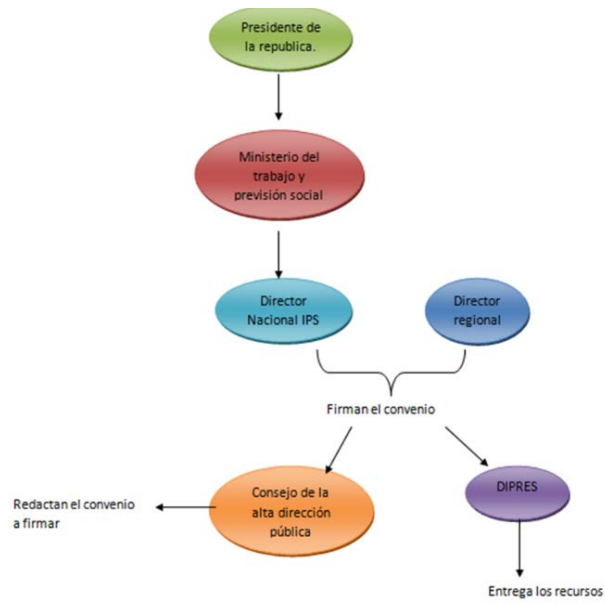 Presidente de
la republica.
Ministerio del
trabajo y
previsión social
Director
Nacional IPS
Director
regional
Firman el convenio
Redactan el convenio
a firmar
Consejo de la
alta dirección
pública
DIPRES
Entrega los recursos